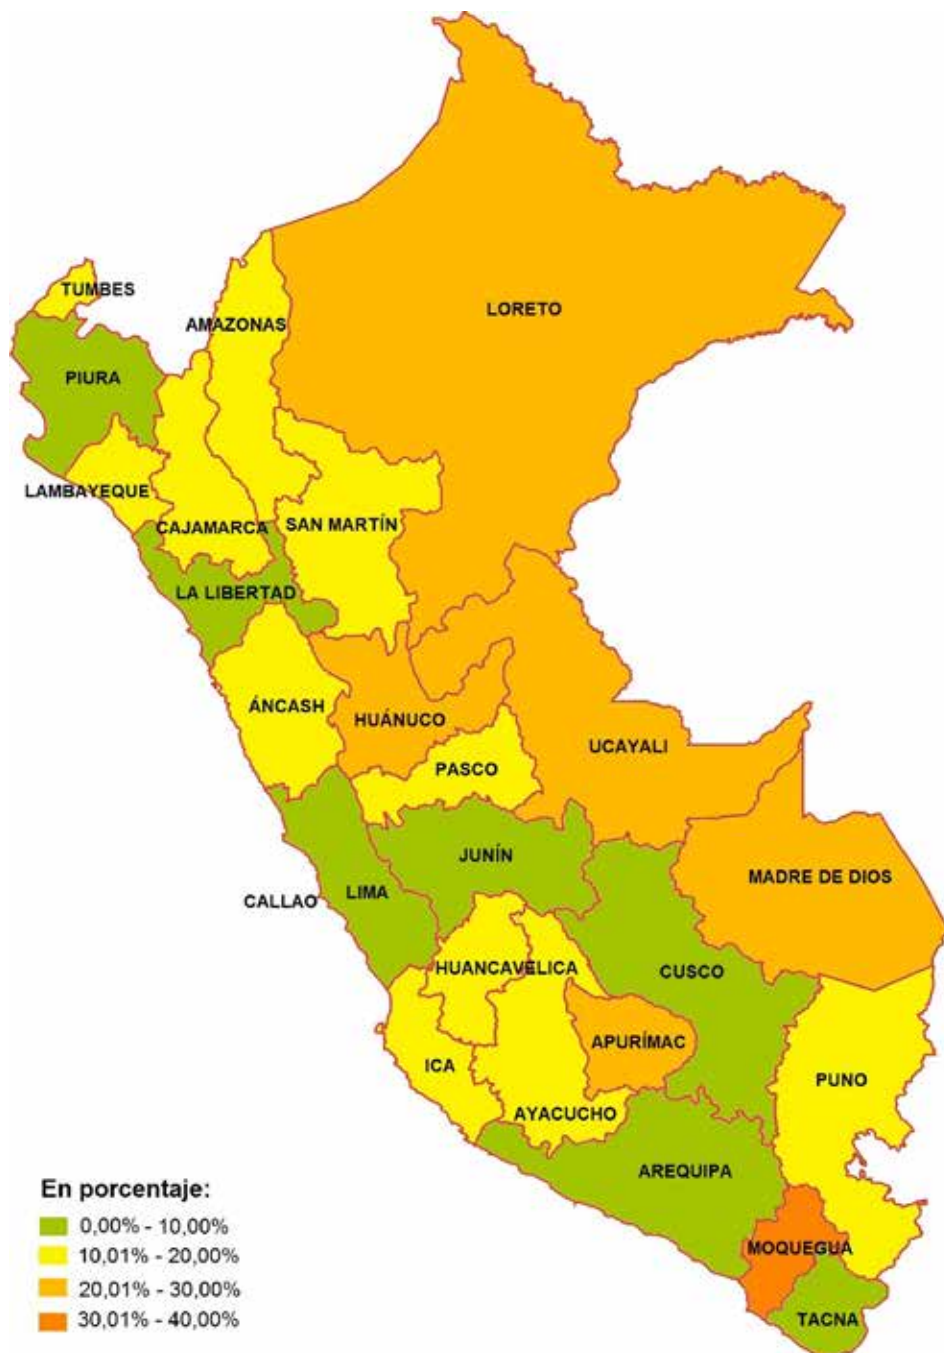 TUMBES
LORETO
AMAZONAS
PIURA
LAMBAYEQUE
CAJAMARCA
SAN MARTÍN
LA LIBERTAD
ÁNCASH
HUÁNUCO
UCAYALI
PASCO
JUNÍN
MADRE DE DIOS
LIMA
CALLAO
HUANCAVELICA
CUSCO
APURÍMAC
ICA
PUNO
AYACUCHO
AREQUIPA
MOQUEGUA
TACNA
En porcentaje:
0,00% - 10,00%
10,01% - 20,00%
20,01% - 30,00%
30,01% - 40,00%